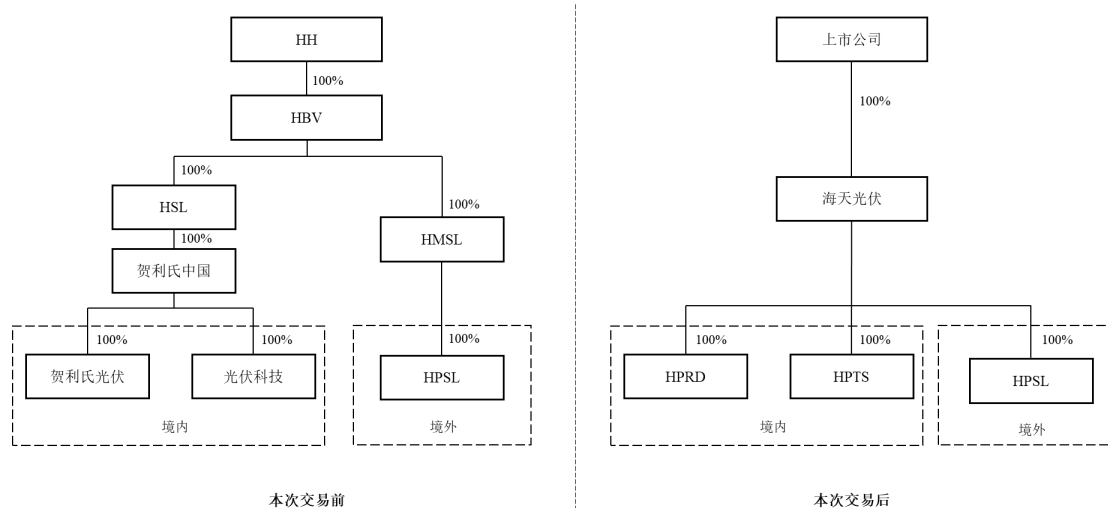 HH
100%
HBV
100%
100%
HSL
HMSL
100%
贺利氏中国
100%
100%
100%
贺利氏光伏
光伏科技
HPSL
境内
境外
本次交易前
上市公司
100%
海天光伏
100%
100%
100%
HPRD
HPTS
HPSL
境内
境外
本次交易后